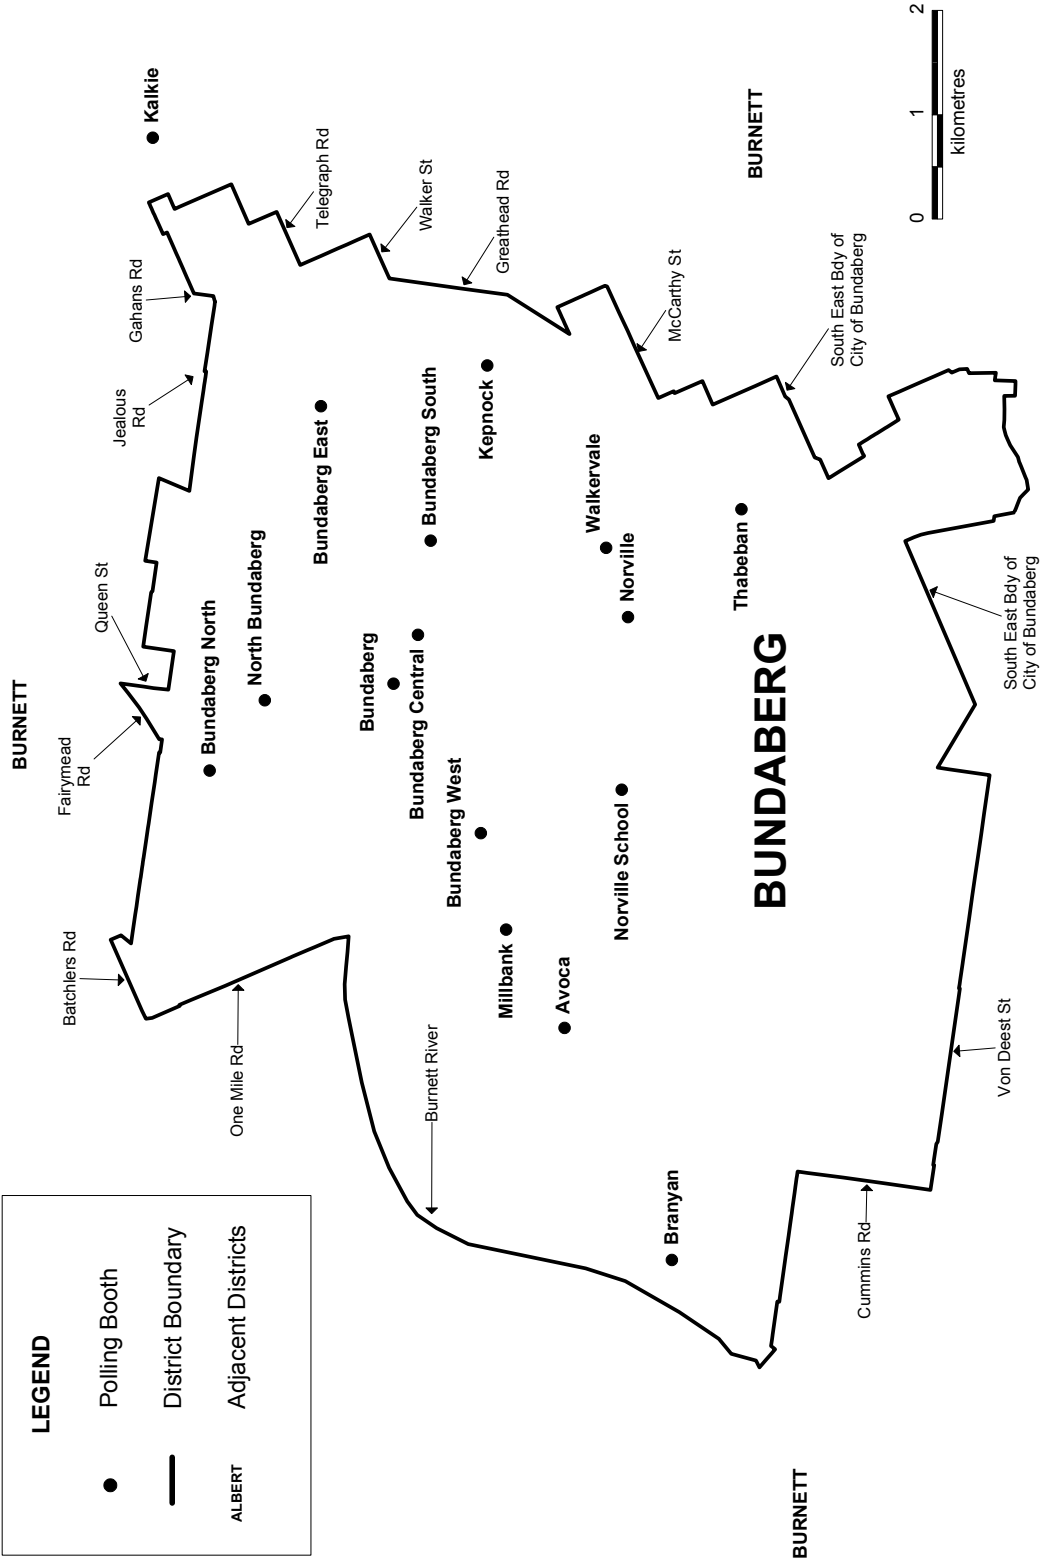 BURNETT
Kalkie
Batchlers Rd
Fairymead
Rd
Queen St
Jealous
Rd
Gahans Rd
Telegraph Rd
Walker St
Greathead Rd
One Mile Rd
Bundaberg North
North Bundaberg
Bundaberg East
Bundaberg
Bundaberg Central
Bundaberg South
Burnett River
Bundaberg West
Kepnock
Millbank
Avoca
Walkervale
Norville
Norville School
McCarthy St
Branyan
Thabeban
BUNDABERG
BURNETT
South East Bdy of
City of Bundaberg
Cummins Rd
Von Deest St
South East Bdy of
City of Bundaberg
BURNETT
LEGEND
Polling Booth
District Boundary
ALBERT Adjacent Districts
0 1 2
kilometres